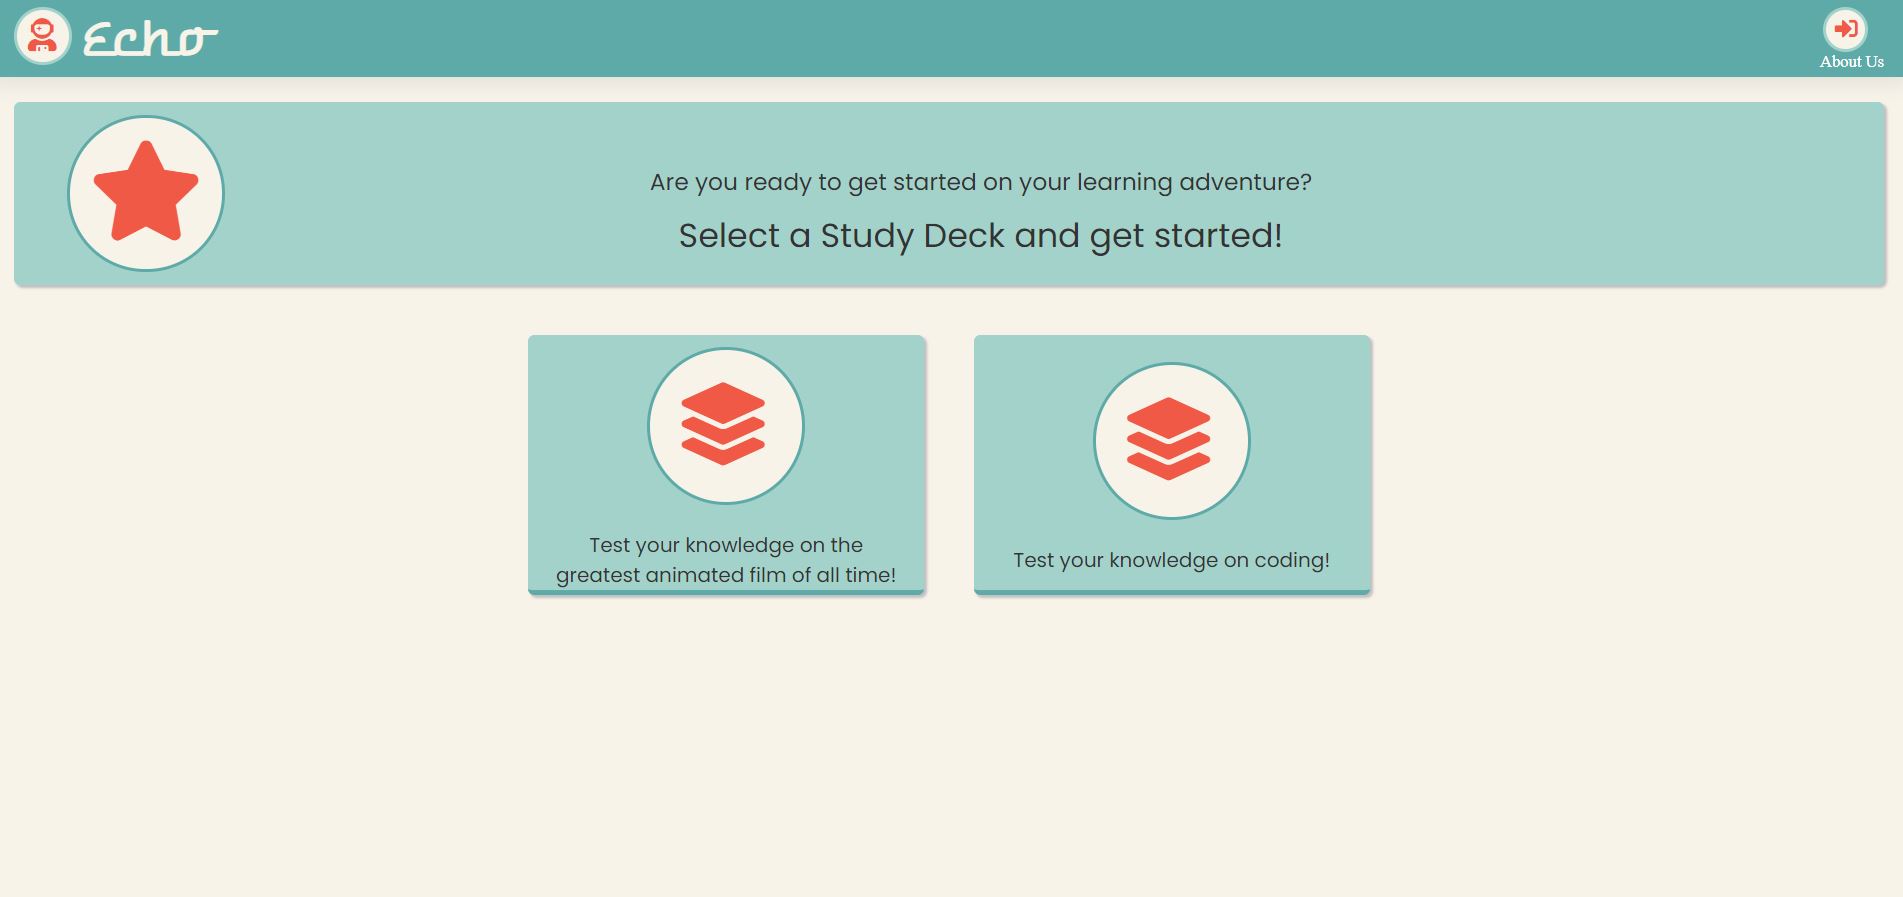 Echo
About Us
Are you ready to get started on your learning adventure?
Select a Study Deck and get started!
Test your knowledge on the
greatest animated film of all time!
Test your knowledge on coding!